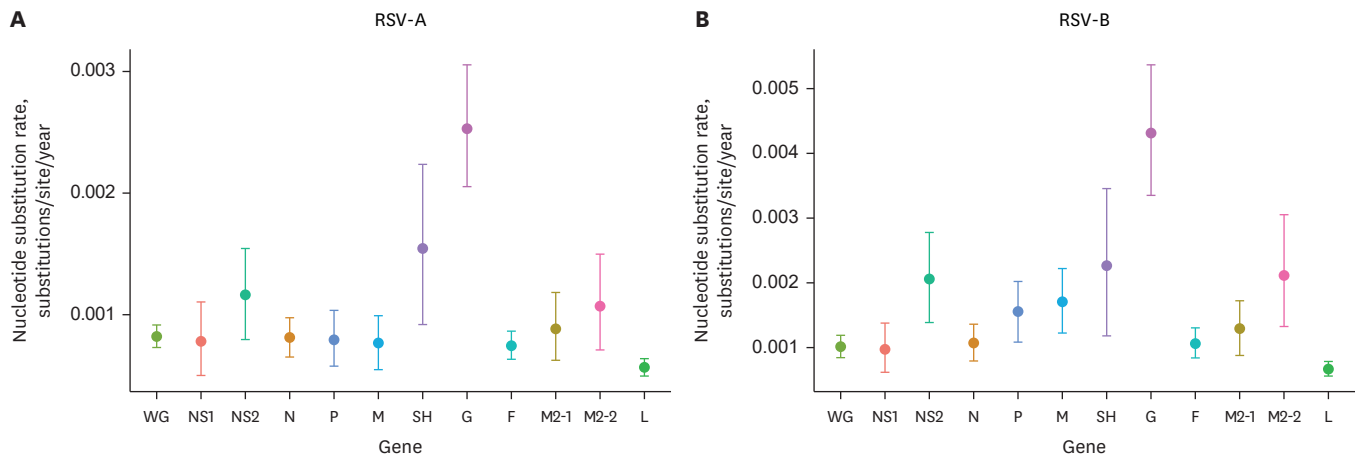 A
RSV-A
Nucleotide substitution rate,
substitutions/site/year
0.003
0.002
0.001
WG NS1 NS2 N P M SH G F M2-1 M2-2 L
Gene
B
RSV-B
Nucleotide substitution rate,
substitutions/site/year
0.005
0.004
0.003
0.002
0.001
WG NS1 NS2 N P M SH G F M2-1 M2-2 L
Gene